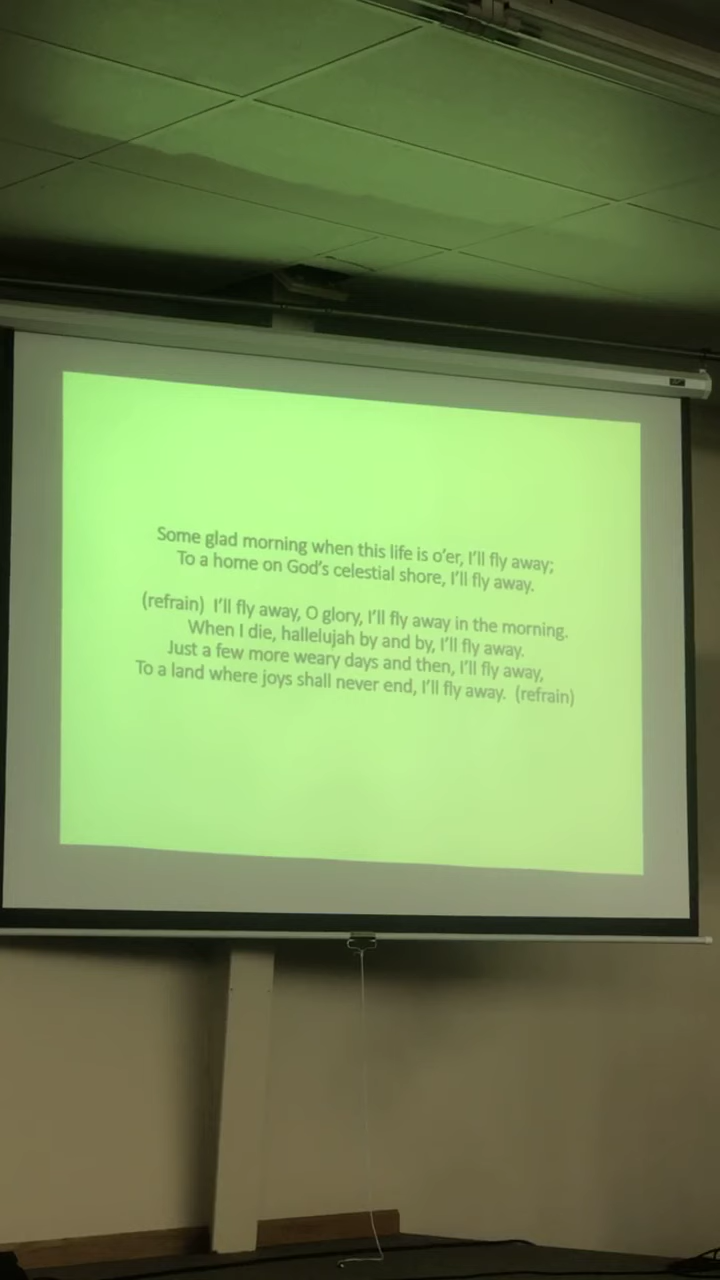 Some glad morning when this life is o'er, I'll fly away;
To a home on God's celestial shore, I'll fly away.
(refrain) I'll fly away, O glory, I'll fly away in the morning.
When I die, hallelujah by and by, I'll fly away.
Just a few more weary days and then, I'll fly away,
To a land where joys shall never end, I'll fly away. (refrain)